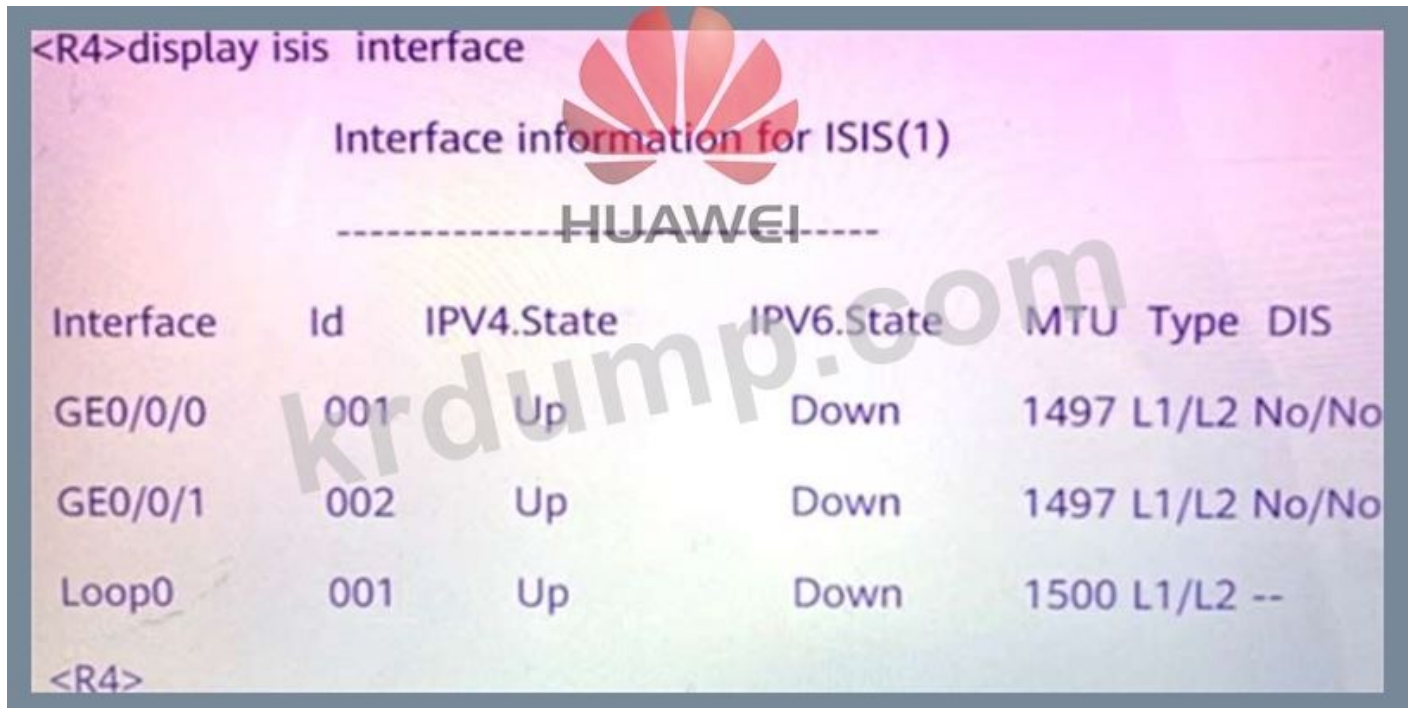 <R4>display isis interface
Interface information for ISIS(1)
---------------------------------
HUAWEI
Interface Id IPV4.State IPV6.State MTU Type DIS
GE0/0/0 001 Up Down 1497 L1/L2 No/No
krdump.com
GE0/0/1 002 Up Down 1497 L1/L2 No/No
Loop0 001 Up Down 1500 L1/L2 --
<R4>